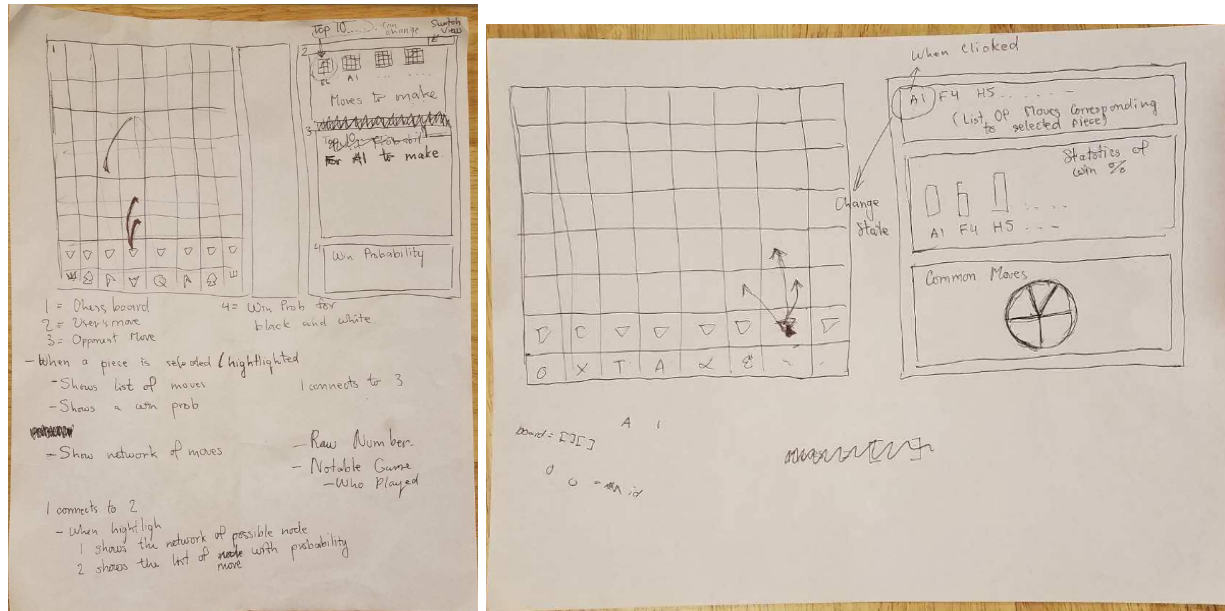 Top 10..... Can change
Switch View
1
2
E2 A1 ... ....
Moves to make
3
For A1 to make
4
Win Probability
1 = Chess board
2 = User's move
3 = Opponent Move
4 = Win Prob for
black and white
- When a piece is selected / hightlighted
- Shows list of moves
- Shows a win prob
1 connects to 3
- Show network of moves
- Raw Number
- Notable Game
- Who Played
1 connects to 2
- When hightligh
1 shows the network of possible node
2 shows the list of move with probability
When Clicked
A1 F4 H5 ......
(List of Moves Corresponding
to selected piece)
Change
State
Statistics of
win %
A1 F4 H5 ....
Common Moves
A 1
board = [][]
id